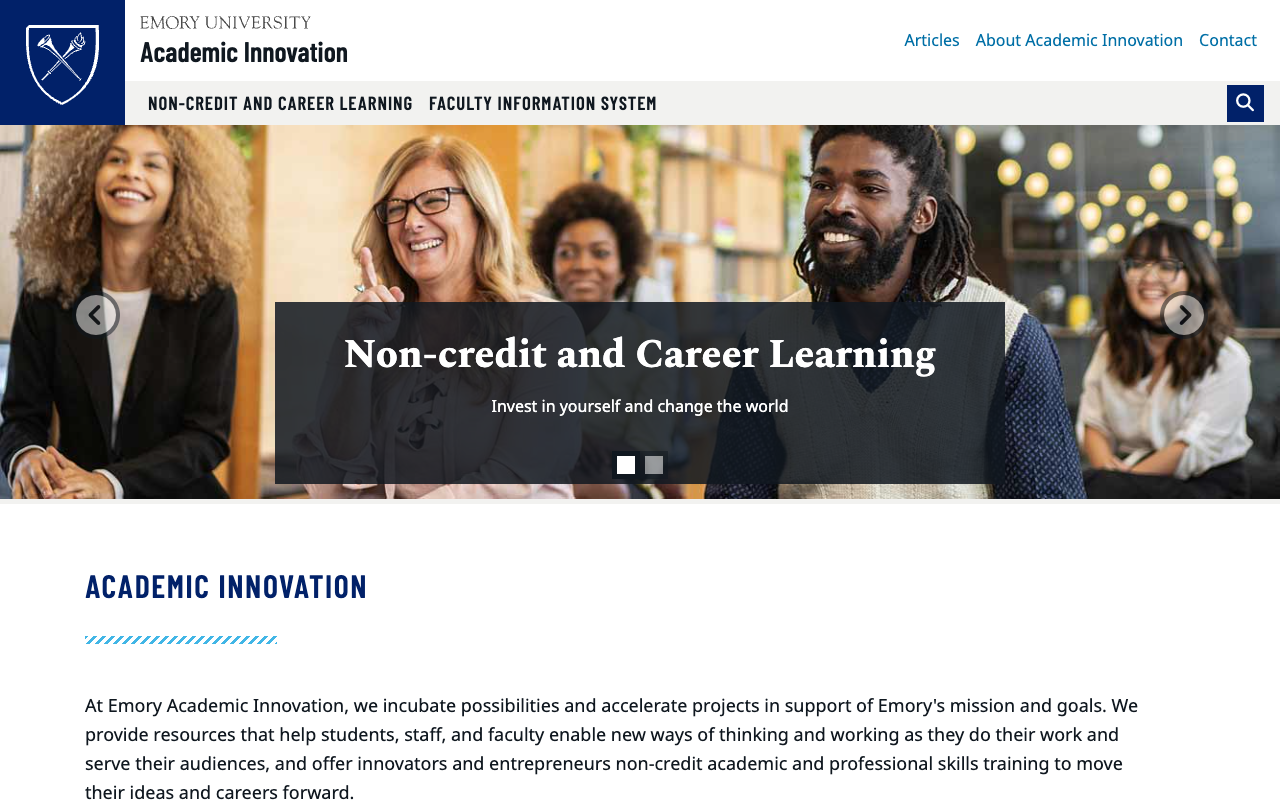 EMORY UNIVERSITY
Academic Innovation
Articles About Academic Innovation Contact
NON-CREDIT AND CAREER LEARNING FACULTY INFORMATION SYSTEM
Non-credit and Career Learning
Invest in yourself and change the world
ACADEMIC INNOVATION
At Emory Academic Innovation, we incubate possibilities and accelerate projects in support of Emory's mission and goals. We
provide resources that help students, staff, and faculty enable new ways of thinking and working as they do their work and
serve their audiences, and offer innovators and entrepreneurs non-credit academic and professional skills training to move
their ideas and careers forward.